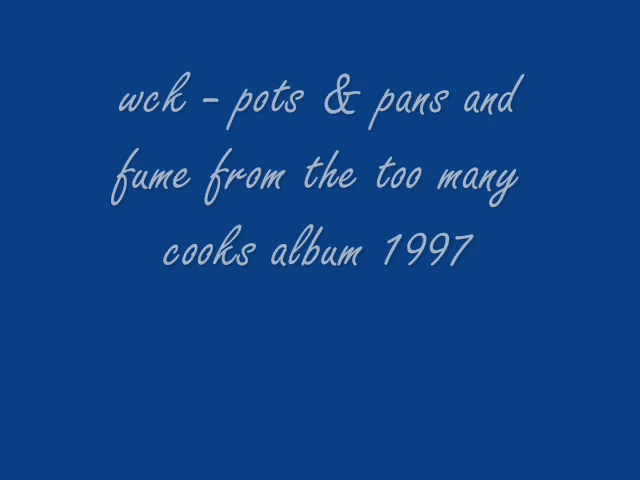 wck - pots & pans and
fume from the too many
cooks album 1997